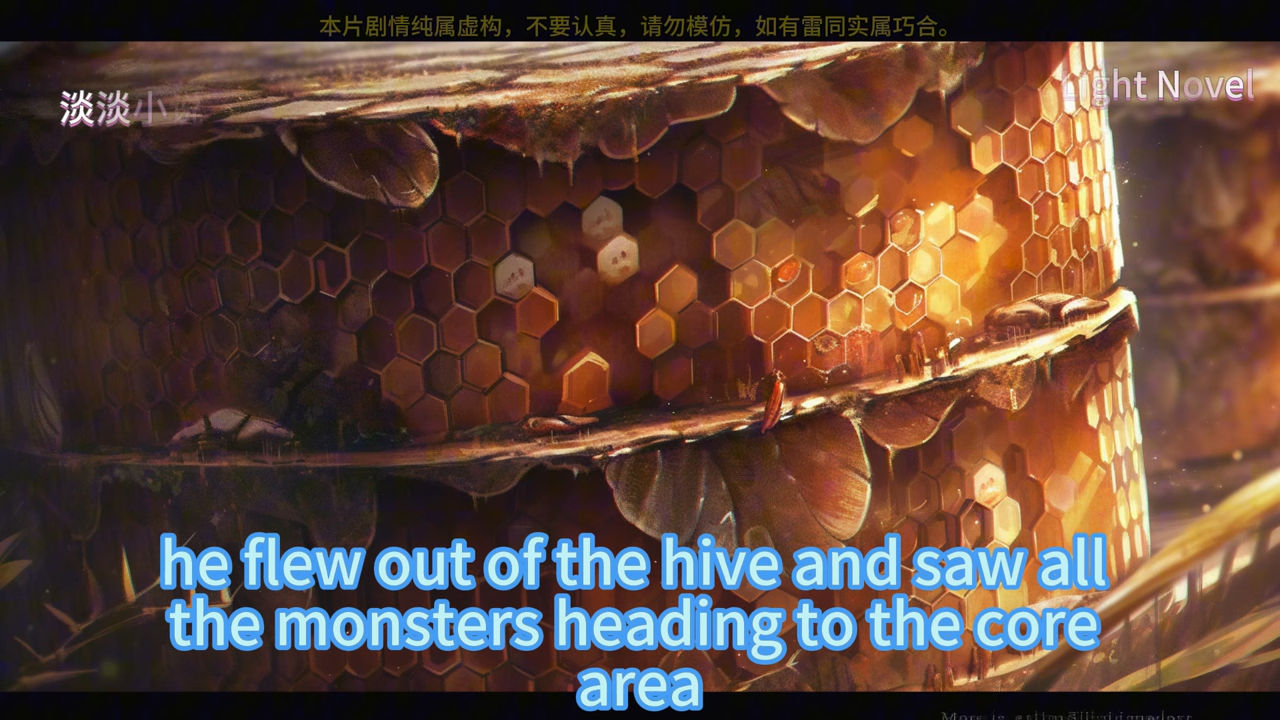 本片剧情纯属虚构，不要认真，请勿模仿，如有雷同实属巧合。
淡淡小
Light Novel
he flew out of the hive and saw all
the monsters heading to the core
area